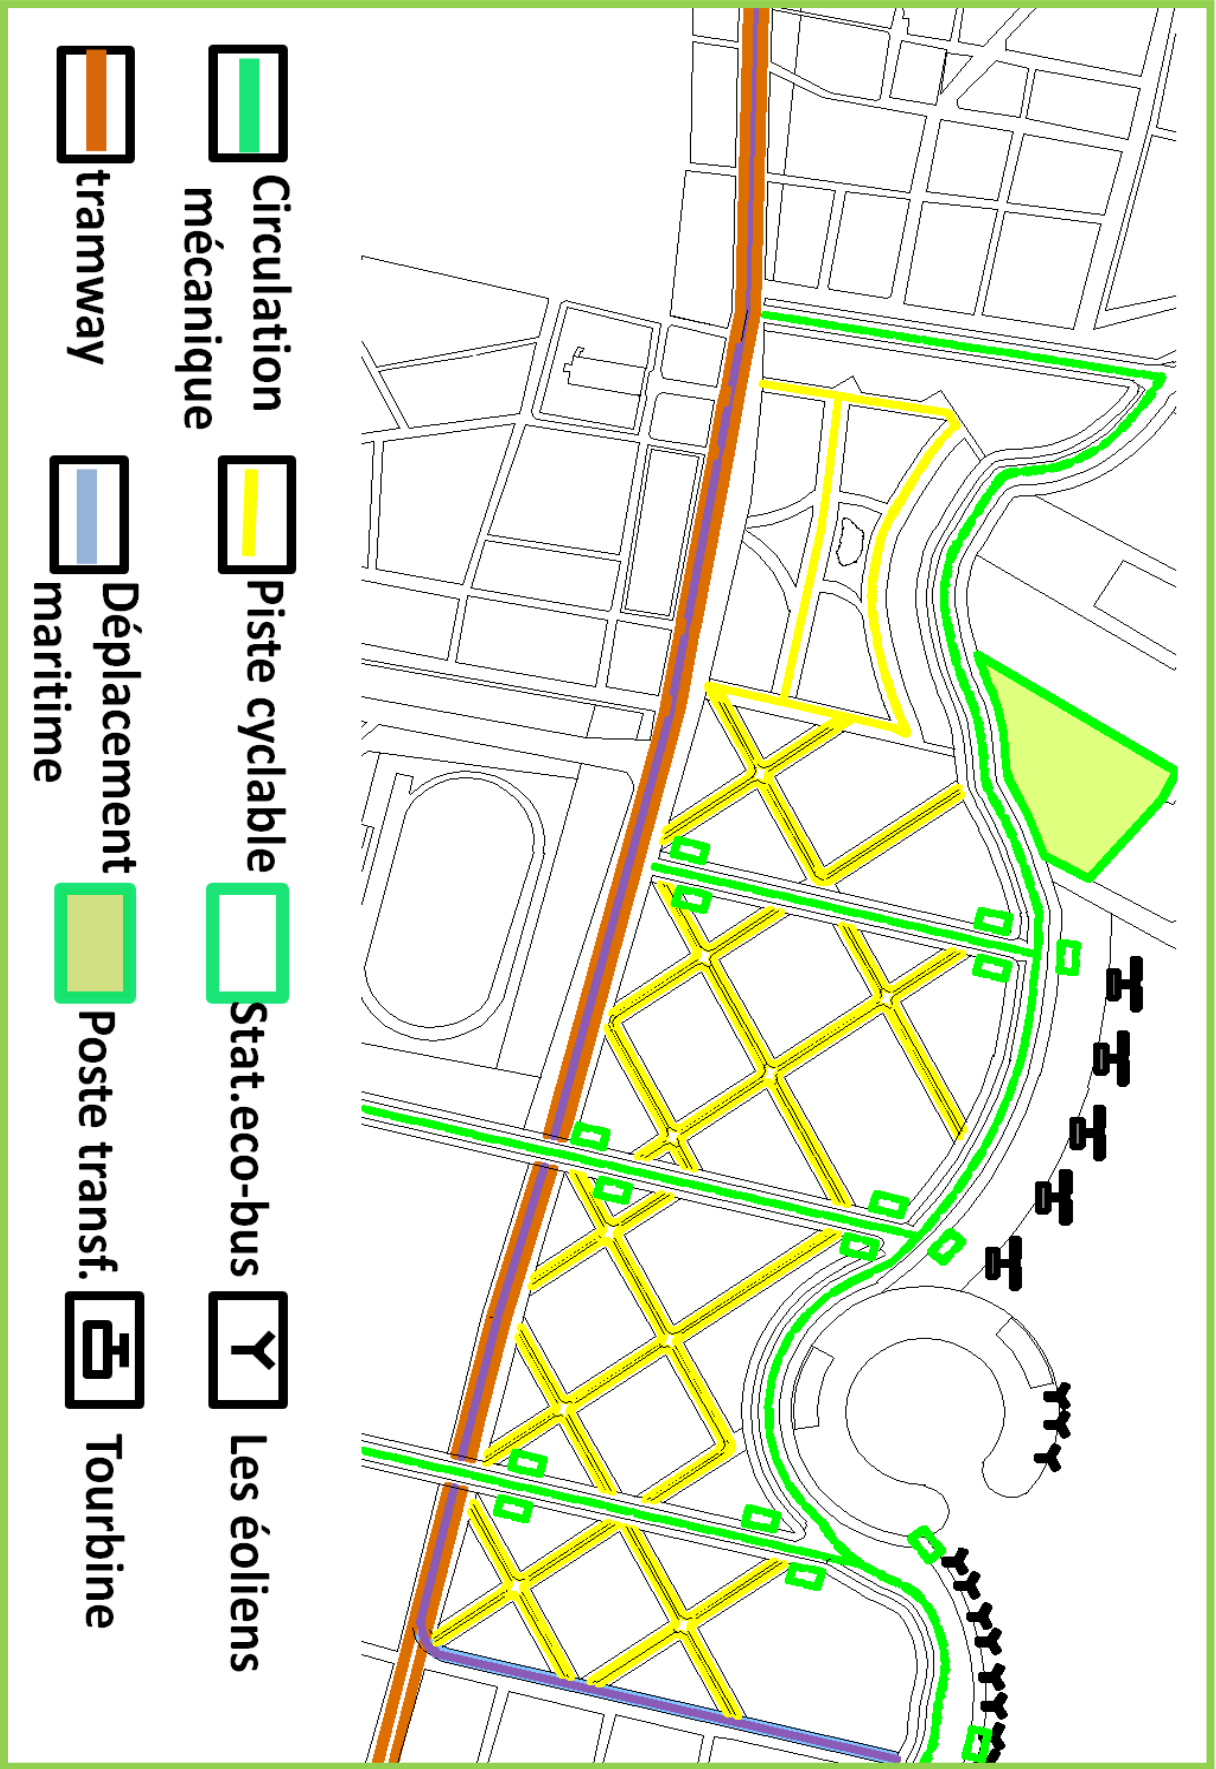 Circulation
mécanique
Piste cyclable
Stat.eco-bus
Les éoliens
tramway
Déplacement
maritime
Poste transf.
Tourbine